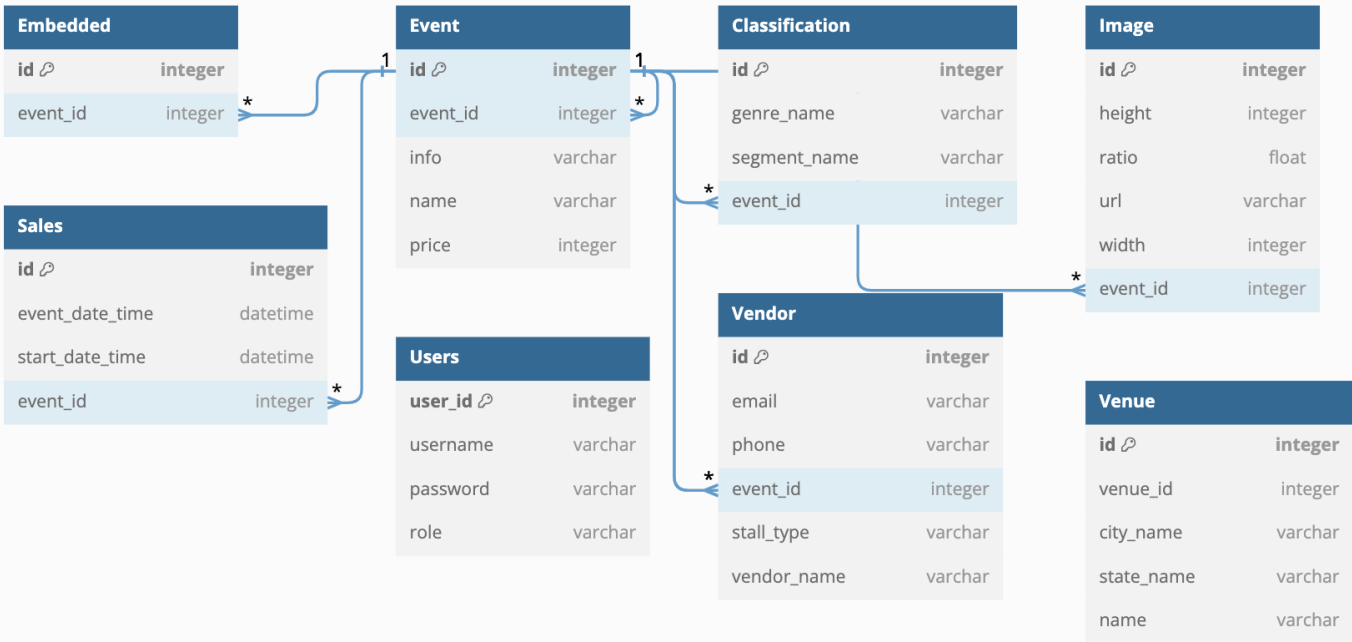 Embedded
id integer
event_id integer
*
Sales
id integer
event_date_time datetime
start_date_time datetime
event_id integer
*
1
Event
id integer
event_id integer
info varchar
name varchar
price integer
1
*
Users
user_id integer
username varchar
password varchar
role varchar
Classification
id integer
genre_name varchar
segment_name varchar
* event_id integer
Vendor
id integer
email varchar
phone varchar
* event_id integer
stall_type varchar
vendor_name varchar
Image
id integer
height integer
ratio float
url varchar
width integer
* event_id integer
Venue
id integer
venue_id integer
city_name varchar
state_name varchar
name varchar